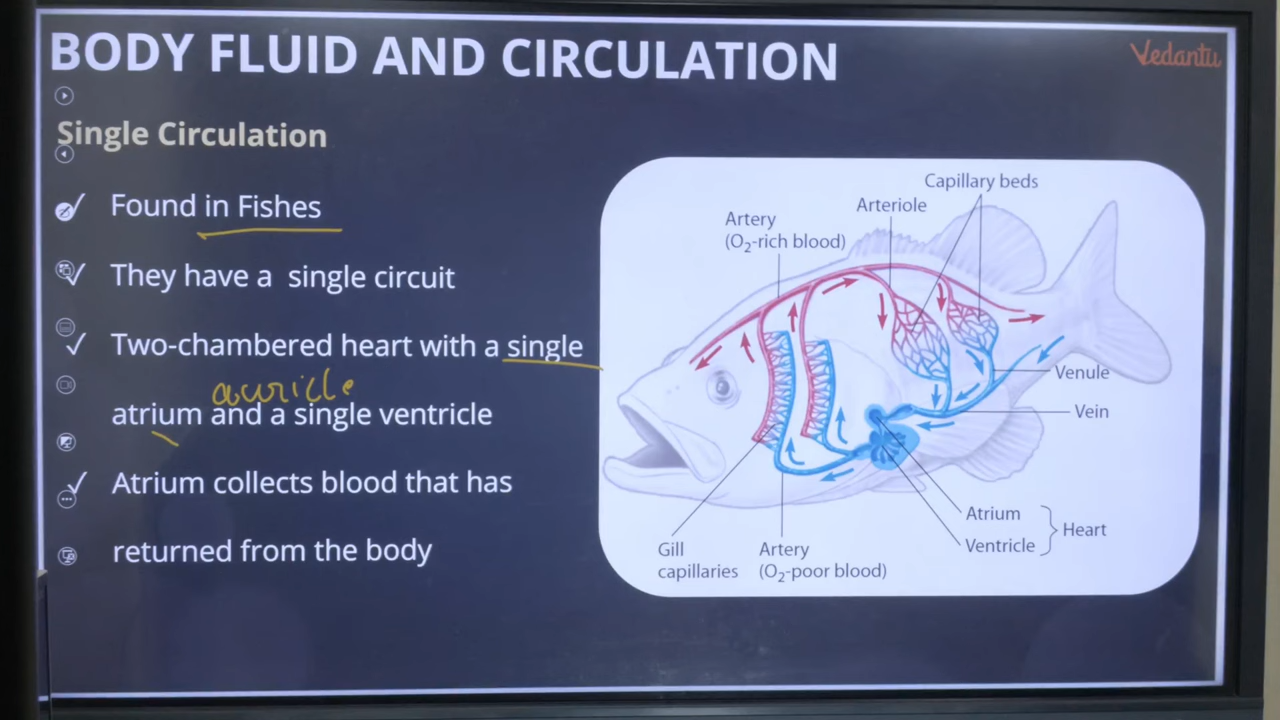 BODY FLUID AND CIRCULATION
Vedantu
Single Circulation
Found in Fishes
They have a single circuit
Two-chambered heart with a single
auricle
atrium and a single ventricle
Atrium collects blood that has
returned from the body
Capillary beds
Arteriole
Artery
(O₂-rich blood)
Venule
Vein
Atrium
Ventricle
Heart
Gill
capillaries
Artery
(O₂-poor blood)